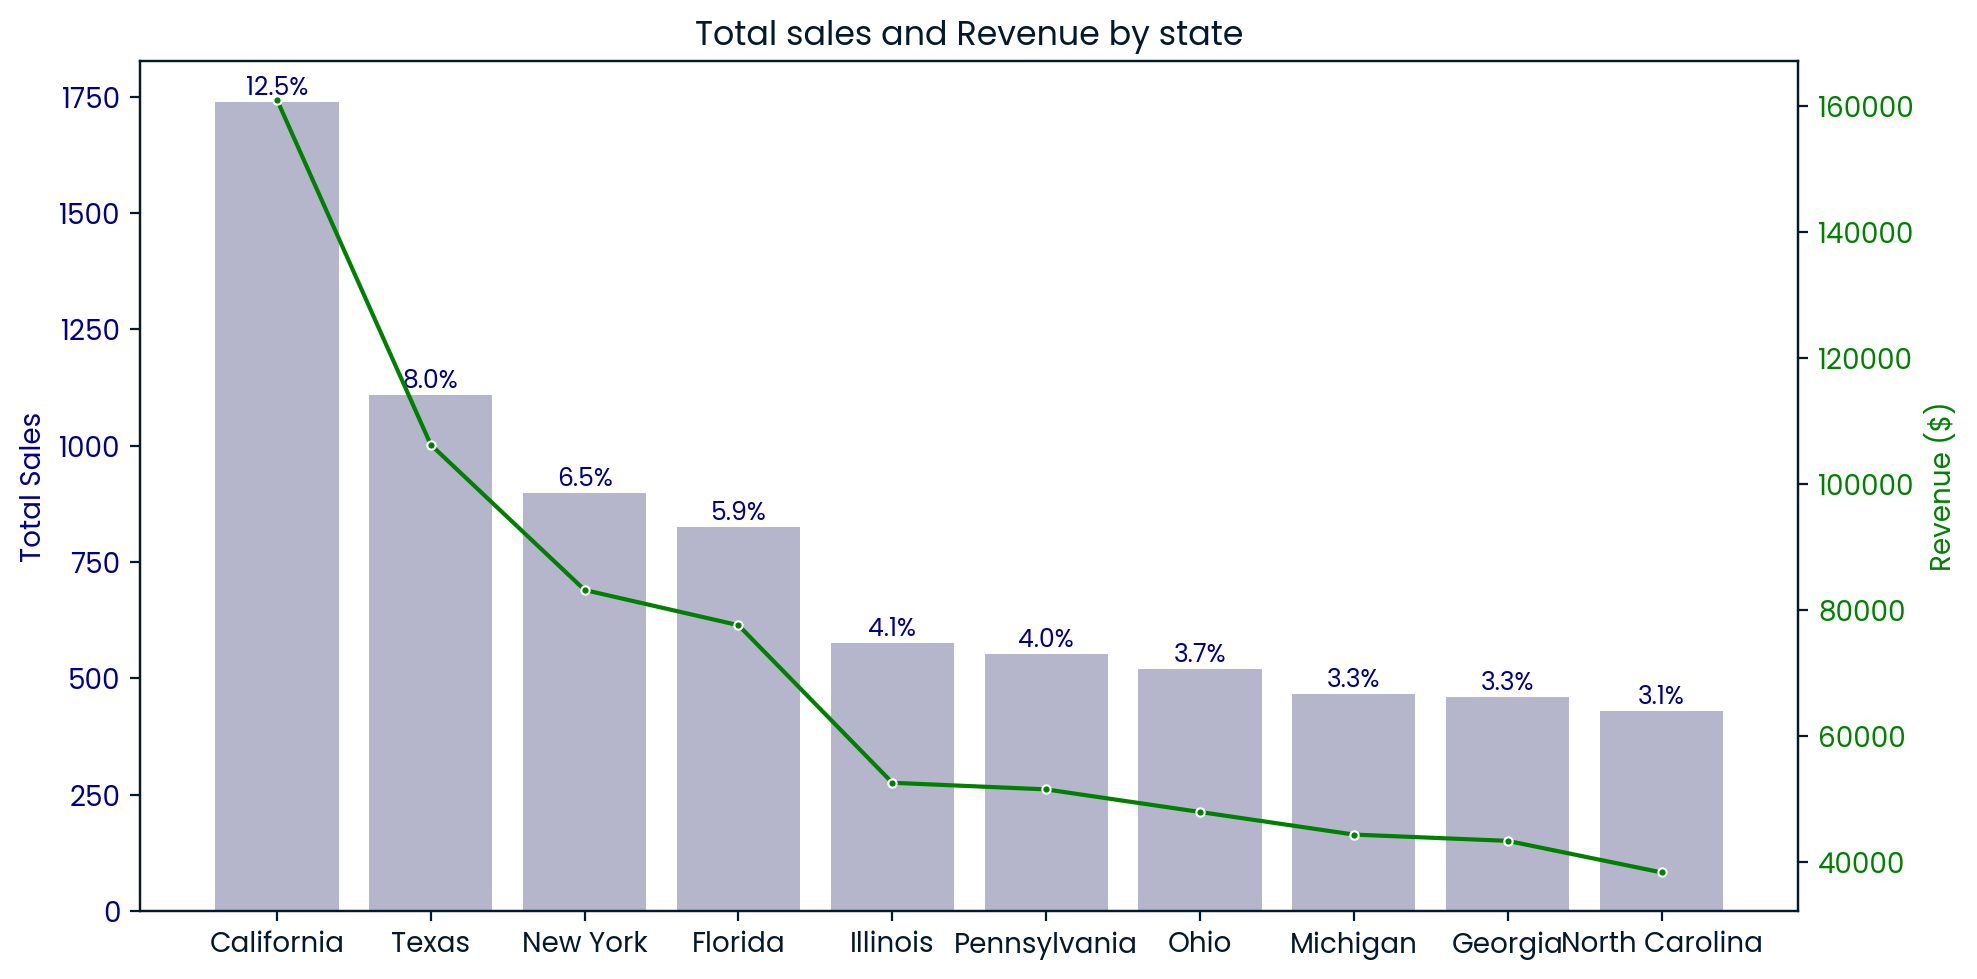 Total sales and Revenue by state
Total Sales
1750
1500
1250
1000
750
500
250
0
12.5%
8.0%
6.5%
5.9%
4.1%
4.0%
3.7%
3.3%
3.3%
3.1%
160000
140000
120000
100000
80000
60000
40000
Revenue ($)
California
Texas
New York
Florida
Illinois
Pennsylvania
Ohio
Michigan
Georgia
North Carolina